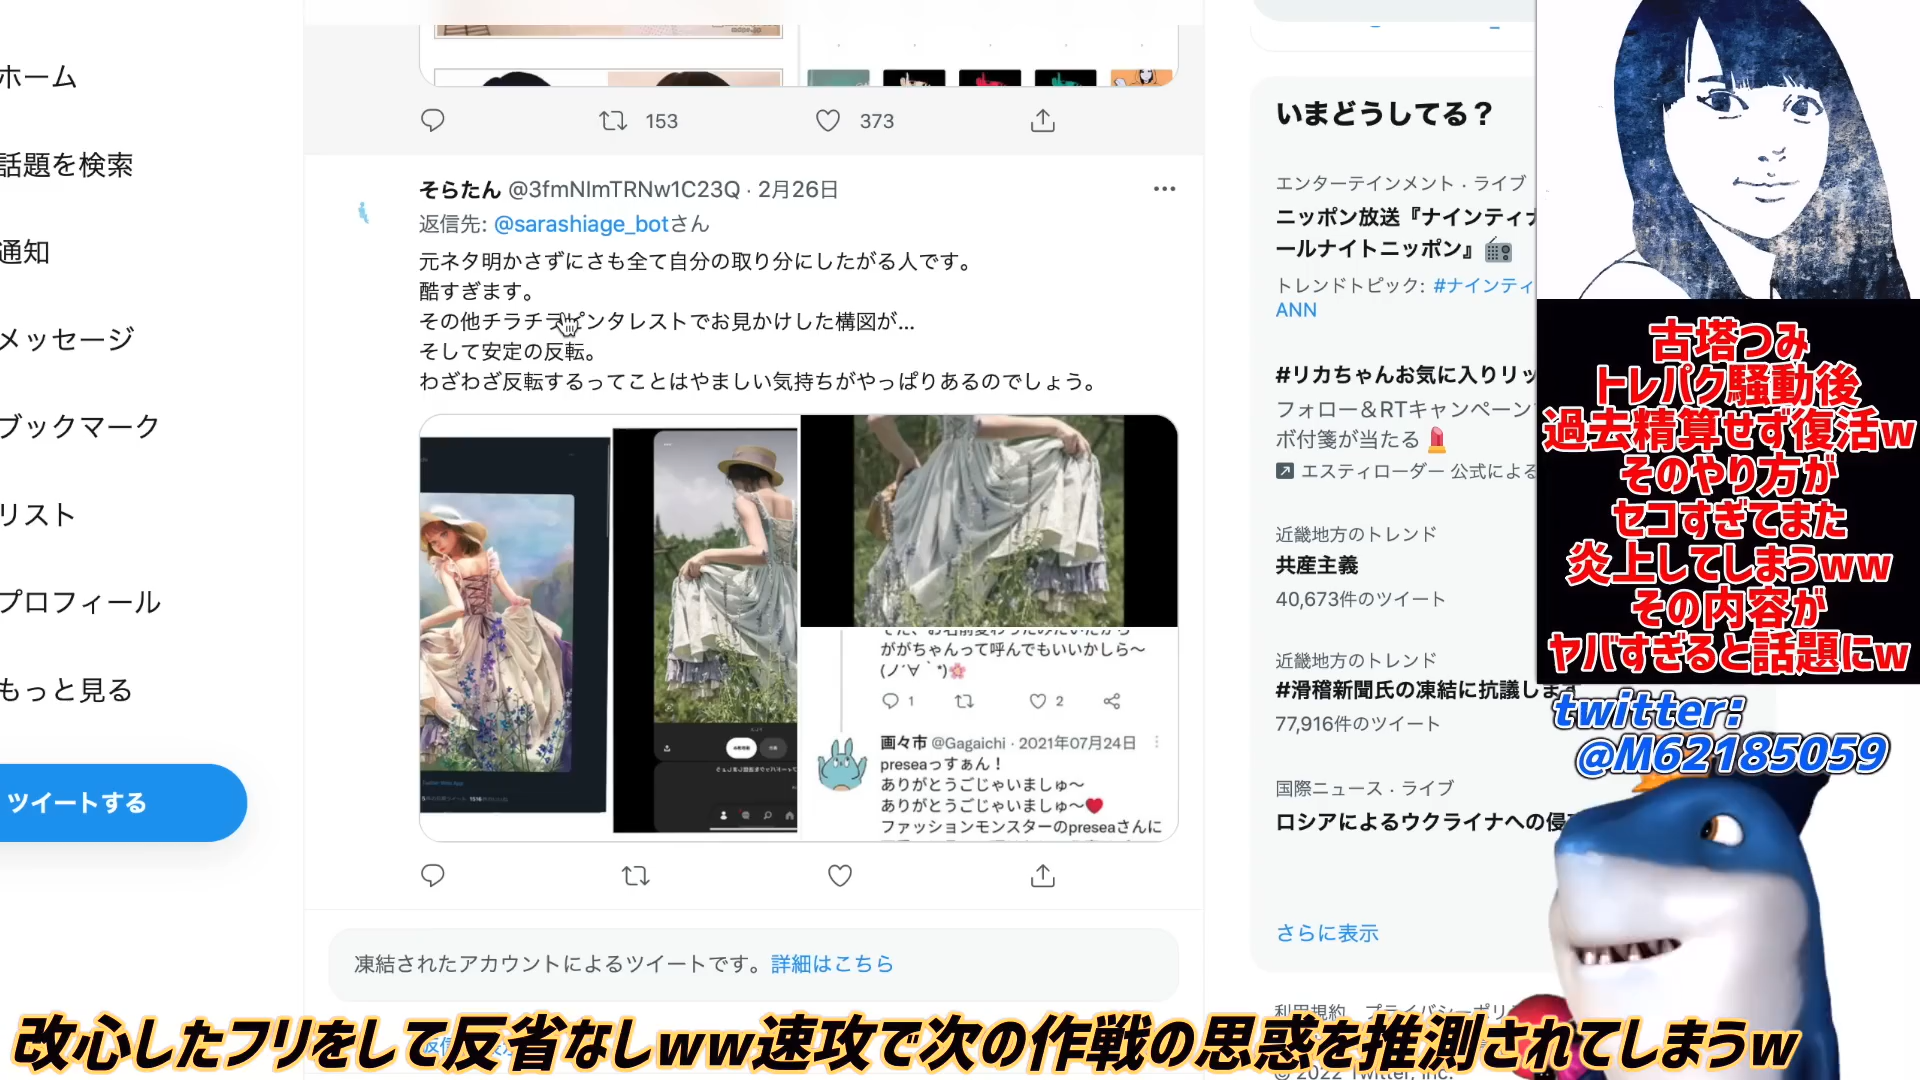 ホーム
話題を検索
通知
メッセージ
ブックマーク
リスト
プロフィール
もっと見る
ツイートする
153
373
そらたん @3fmNlmTRNw1C23Q · 2月26日
返信先: @sarashiage_botさん
元ネタ明かさずにさも全て自分の取り分にしたがる人です。
酷すぎます。
その他チラチラピンタレストでお見かけした構図が...
そして安定の反転。
わざわざ反転するってことはやましい気持ちがやっぱりあるのでしょう。
ががちゃんって呼んでもいいかしら〜
(ノ´∀｀*)🌸
1
2
画々市 @Gagaichi · 2021年07月24日
preseaっすぁん！
ありがとうごじゃいましゅ〜
ありがとうごじゃいましゅ〜❤
ファッションモンスターのpreseaさんに
凍結されたアカウントによるツイートです。詳細はこちら
いまどうしてる？
エンターテインメント · ライブ
ニッポン放送『ナインティナ
ールナイトニッポン』📻
トレンドトピック: #ナインティ
ANN
#リカちゃんお気に入りリッ
フォロー＆RTキャンペーン
ボ付箋が当たる💄
エスティローダー 公式による
近畿地方のトレンド
共産主義
40,673件のツイート
近畿地方のトレンド
#滑稽新聞氏の凍結に抗議します
77,916件のツイート
国際ニュース · ライブ
ロシアによるウクライナへの侵
さらに表示
利用規約 プライバシーポリ
© 2022 Twitter, Inc.
古塔つみ
トレパク騒動後
過去精算せず復活w
そのやり方が
セコすぎてまた
炎上してしまうww
その内容が
ヤバすぎると話題にw
twitter:
@M62185059
改心したフリをして反省なしww速攻で次の作戦の思惑を推測されてしまうw